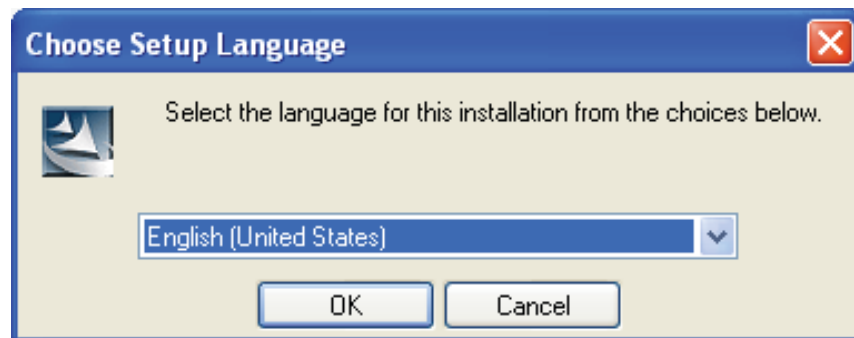 Choose Setup Language
Select the language for this installation from the choices below.
English (United States)
OK
Cancel